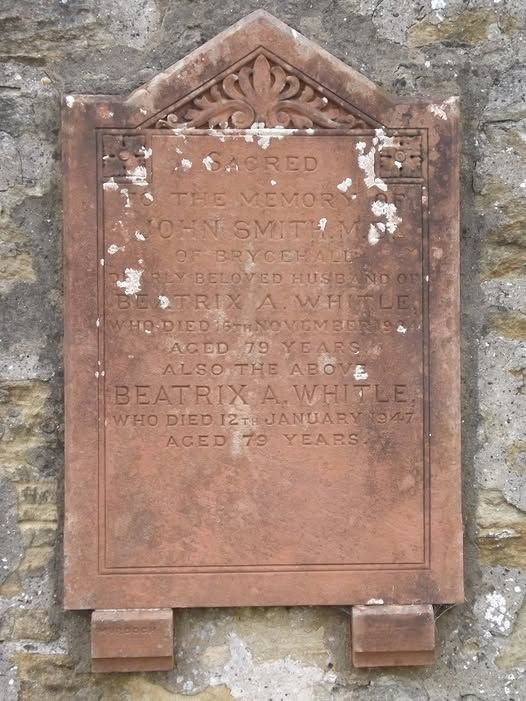 SACRED
TO THE MEMORY OF
JOHN SMITH,
OF BRYCEHALL
DEARLY BELOVED HUSBAND OF
BEATRIX A. WHITLE,
WHO DIED 16TH NOVEMBER
AGED 79 YEARS.
ALSO THE ABOVE
BEATRIX A. WHITLE,
WHO DIED 12TH JANUARY 1947
AGED 79 YEARS.